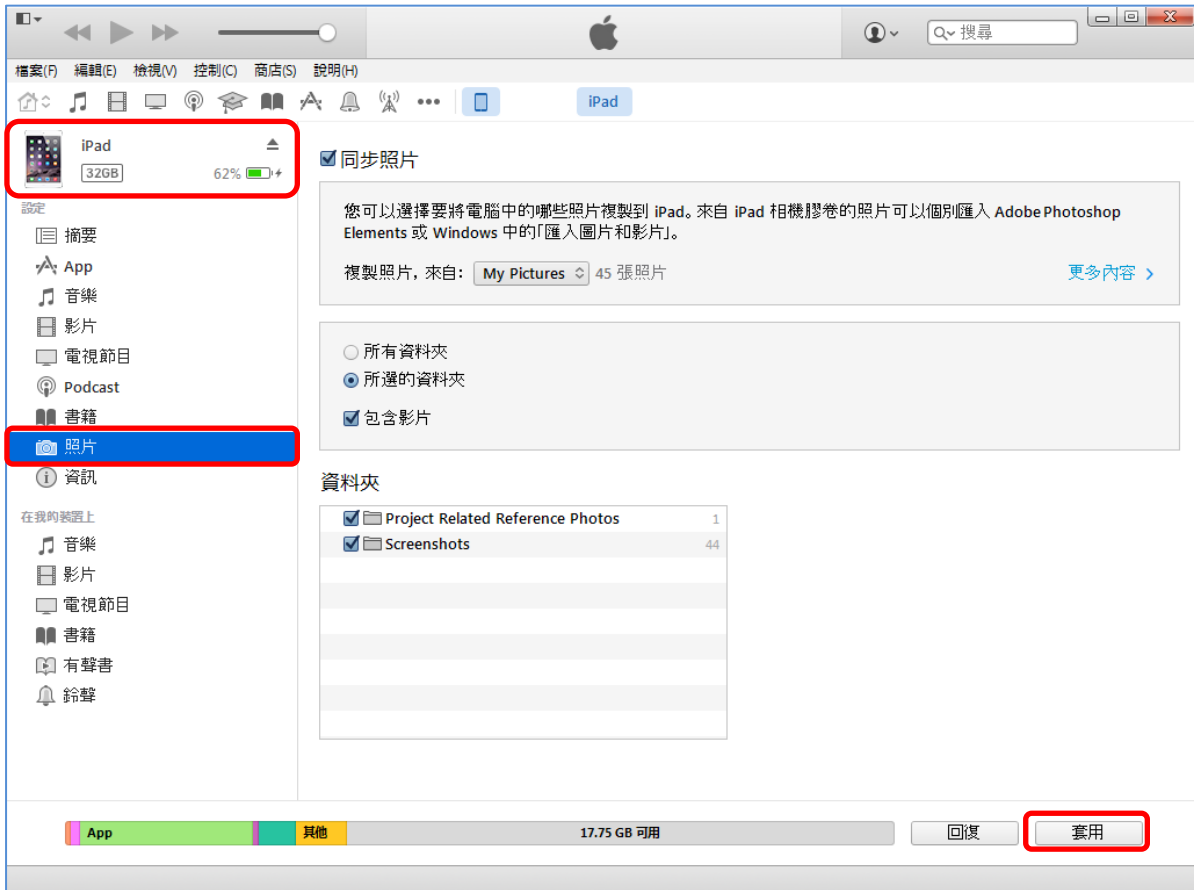 搜尋
檔案(F) 編輯(E) 檢視(V) 控制(C) 商店(S) 說明(H)
iPad
iPad
32GB
62%
設定
摘要
App
音樂
影片
電視節目
Podcast
書籍
照片
資訊
在我的裝置上
音樂
影片
電視節目
書籍
有聲書
鈴聲
同步照片
您可以選擇要將電腦中的哪些照片複製到 iPad。來自 iPad 相機膠卷的照片可以個別匯入 Adobe Photoshop
Elements 或 Windows 中的「匯入圖片和影片」。
複製照片, 來自: My Pictures 45 張照片 更多內容
所有資料夾
所選的資料夾
包含影片
資料夾
Project Related Reference Photos 1
Screenshots 44
App 其他 17.75 GB 可用 回復 套用